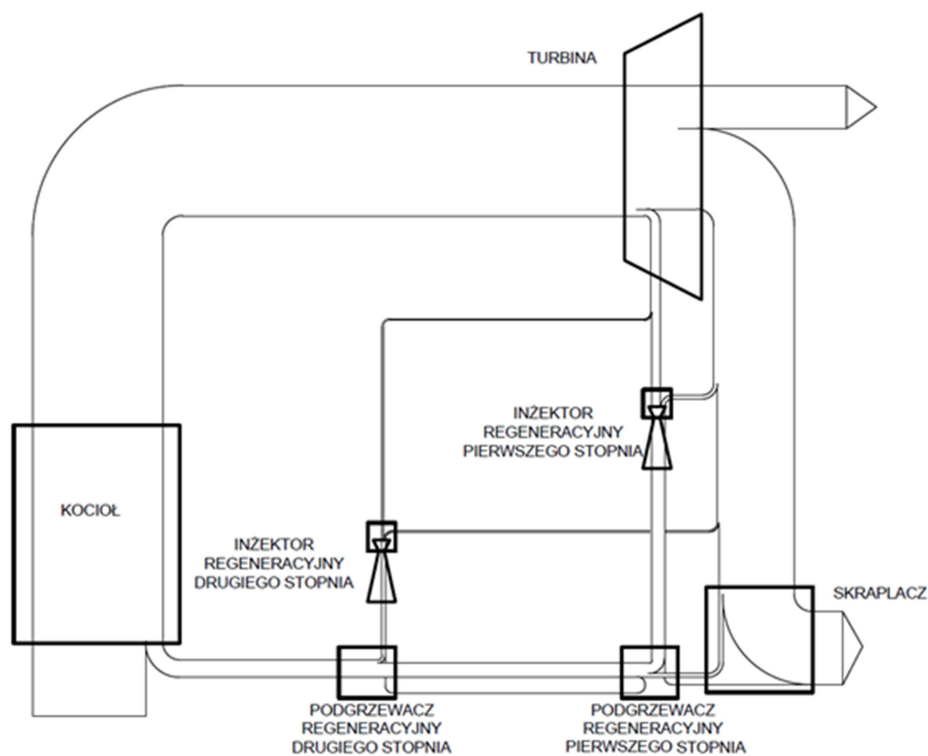 TURBINA
INŻEKTOR
REGENERACYJNY
PIERWSZEGO STOPNIA
KOCIOŁ
INŻEKTOR
REGENERACYJNY
DRUGIEGO STOPNIA
SKRAPLACZ
PODGRZEWACZ
REGENERACYJNY
DRUGIEGO STOPNIA
PODGRZEWACZ
REGENERACYJNY
PIERWSZEGO STOPNIA